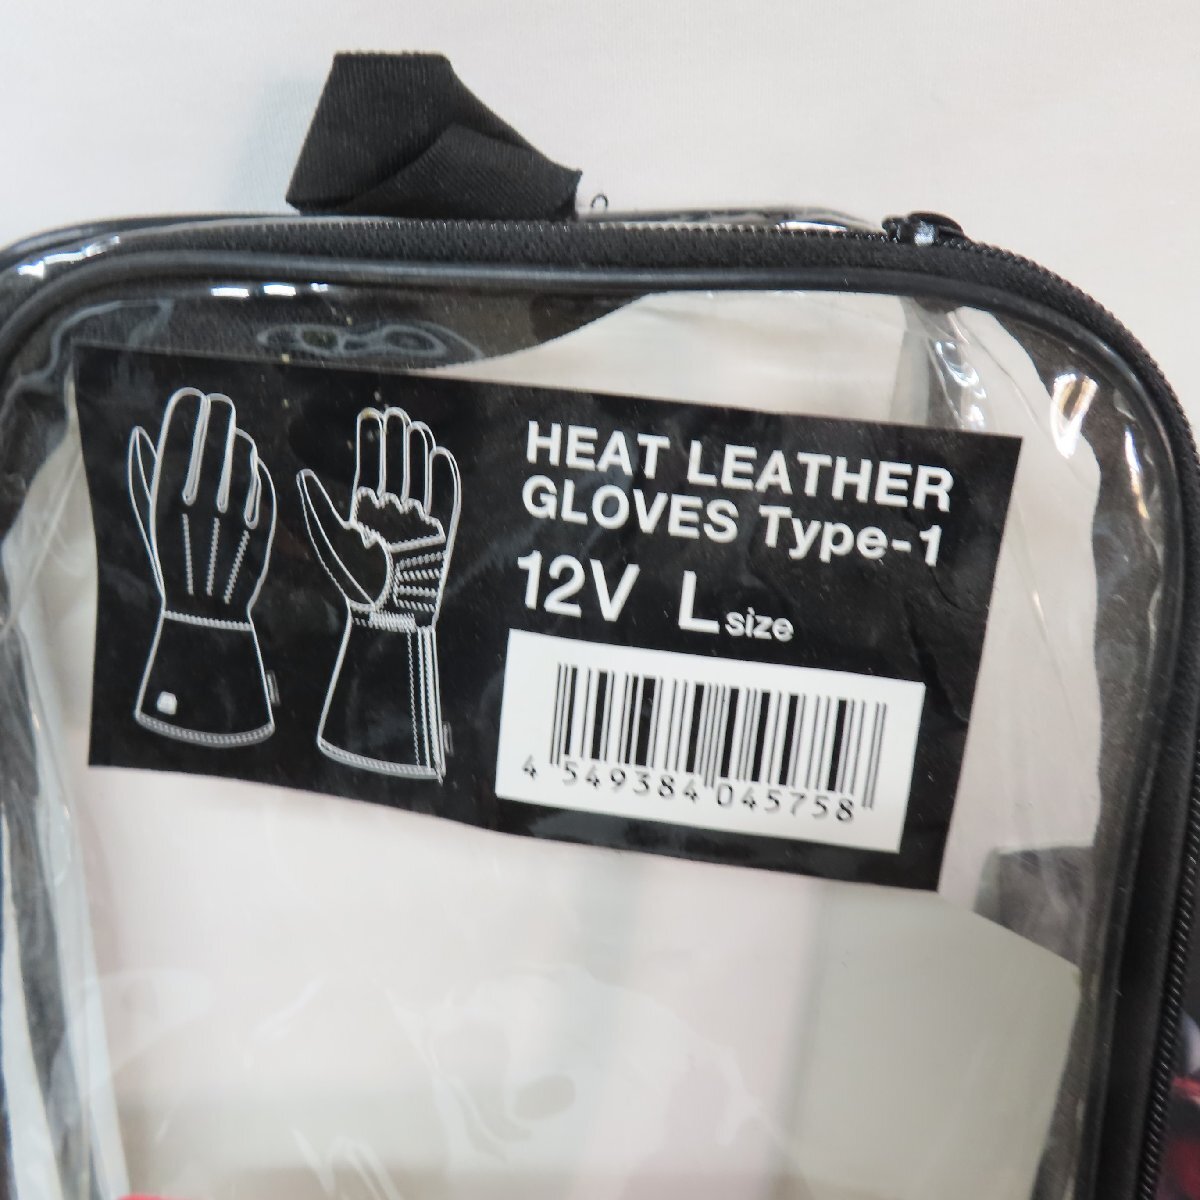 HEAT LEATHER
GLOVES Type-1
12V L size
4 549384 045758